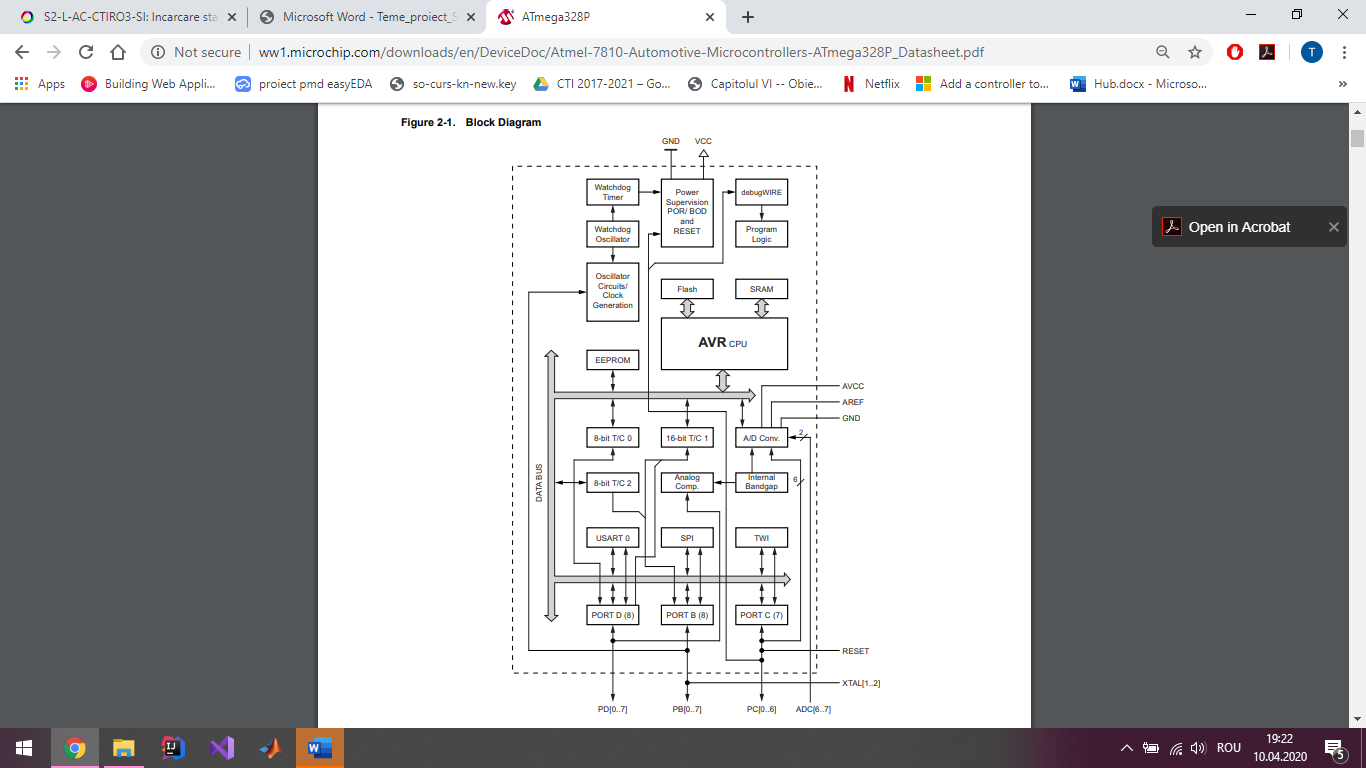 S2-L-AC-CTIRO3-SI: Incarcare sta
Microsoft Word - Teme_proiect_S
ATmega328P
Not secure
ww1.microchip.com/downloads/en/DeviceDoc/Atmel-7810-Automotive-Microcontrollers-ATmega328P_Datasheet.pdf
T
Apps
Building Web Appli...
proiect pmd easyEDA
so-curs-kn-new.key
CTI 2017-2021 – Go...
Capitolul VI -- Obie...
Netflix
Add a controller to...
Hub.docx - Microso...
»
Figure 2-1. Block Diagram
GND
VCC
Watchdog
Timer
Power
Supervision
POR/ BOD
and
RESET
debugWIRE
Watchdog
Oscillator
Program
Logic
Open in Acrobat
Oscillator
Circuits/
Clock
Generation
Flash
SRAM
AVR CPU
EEPROM
AVCC
AREF
GND
8-bit T/C 0
16-bit T/C 1
A/D Conv.
2
DATA BUS
8-bit T/C 2
Analog
Comp.
Internal
Bandgap
6
USART 0
SPI
TWI
PORT D (8)
PORT B (8)
PORT C (7)
RESET
XTAL[1..2]
PD[0..7]
PB[0..7]
PC[0..6]
ADC[6..7]
ROU
19:22
10.04.2020
5